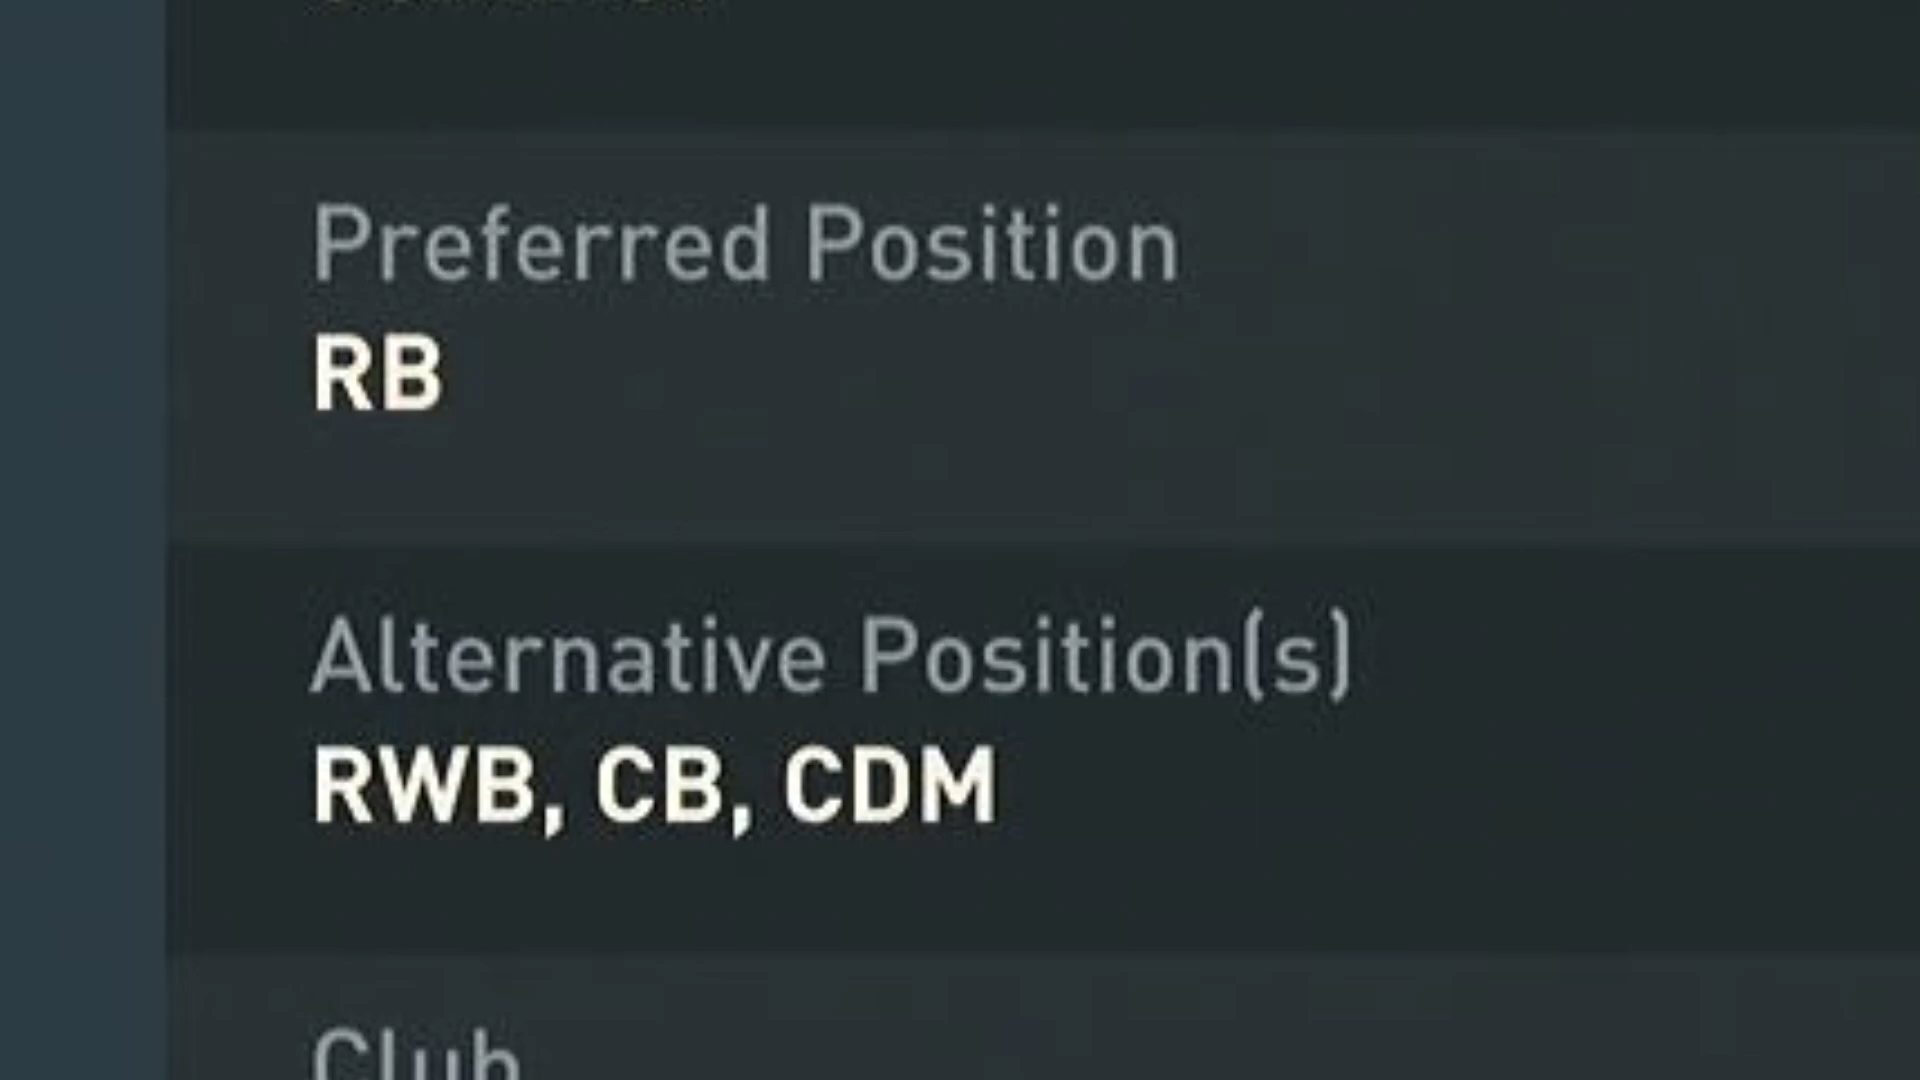 Preferred Position
RB
Alternative Position(s)
RWB, CB, CDM
Club